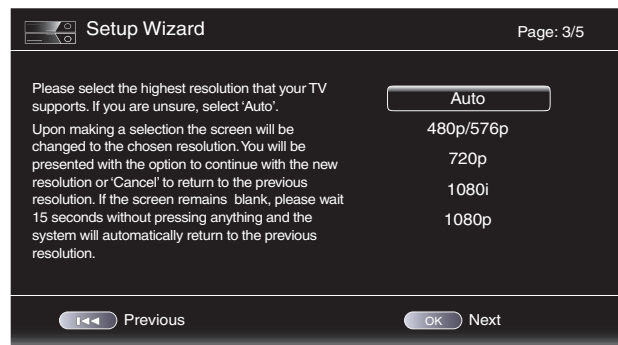 Setup Wizard
Page: 3/5
Please select the highest resolution that your TV
supports. If you are unsure, select 'Auto'.
Upon making a selection the screen will be
changed to the chosen resolution. You will be
presented with the option to continue with the new
resolution or 'Cancel' to return to the previous
resolution. If the screen remains blank, please wait
15 seconds without pressing anything and the
system will automatically return to the previous
resolution.
Auto
480p/576p
720p
1080i
1080p
Previous
OK Next